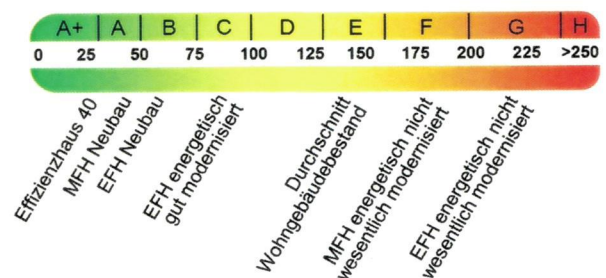 A+ A B C D E F G H
0 25 50 75 100 125 150 175 200 225 >250
Effizienzhaus 40
MFH Neubau
EFH Neubau
EFH energetisch
gut modernisiert
Durchschnitt
Wohngebäudebestand
MFH energetisch nicht
wesentlich modernisiert
EFH energetisch nicht
wesentlich modernisiert